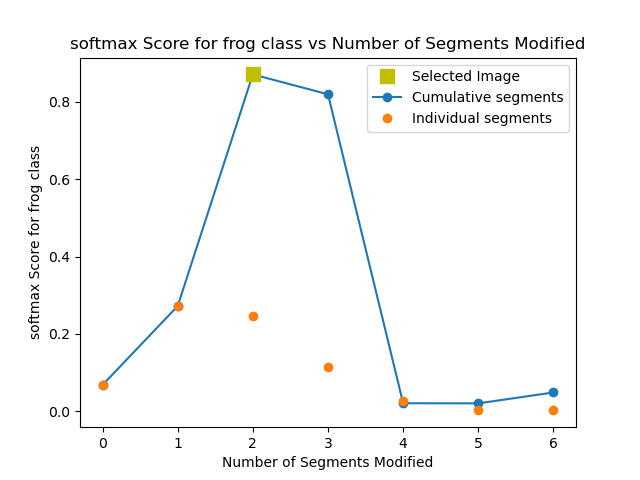 softmax Score for frog class vs Number of Segments Modified
Selected Image
Cumulative segments
Individual segments
softmax Score for frog class
0.8
0.6
0.4
0.2
0.0
0 1 2 3 4 5 6
Number of Segments Modified